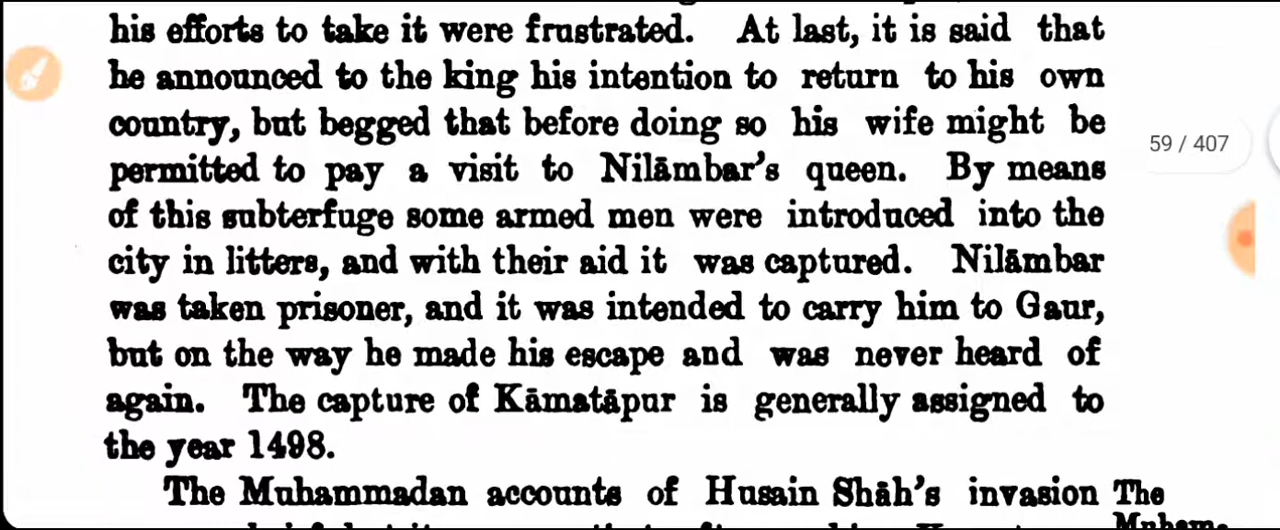 his efforts to take it were frustrated. At last, it is said that
he announced to the king his intention to return to his own
country, but begged that before doing so his wife might be
59 / 407
permitted to pay a visit to Nilāmbar's queen. By means
of this subterfuge some armed men were introduced into the
city in litters, and with their aid it was captured. Nilāmbar
was taken prisoner, and it was intended to carry him to Gaur,
but on the way he made his escape and was never heard of
again. The capture of Kāmatāpur is generally assigned to
the year 1498.
The Muhammadan accounts of Husain Shāh's invasion
The